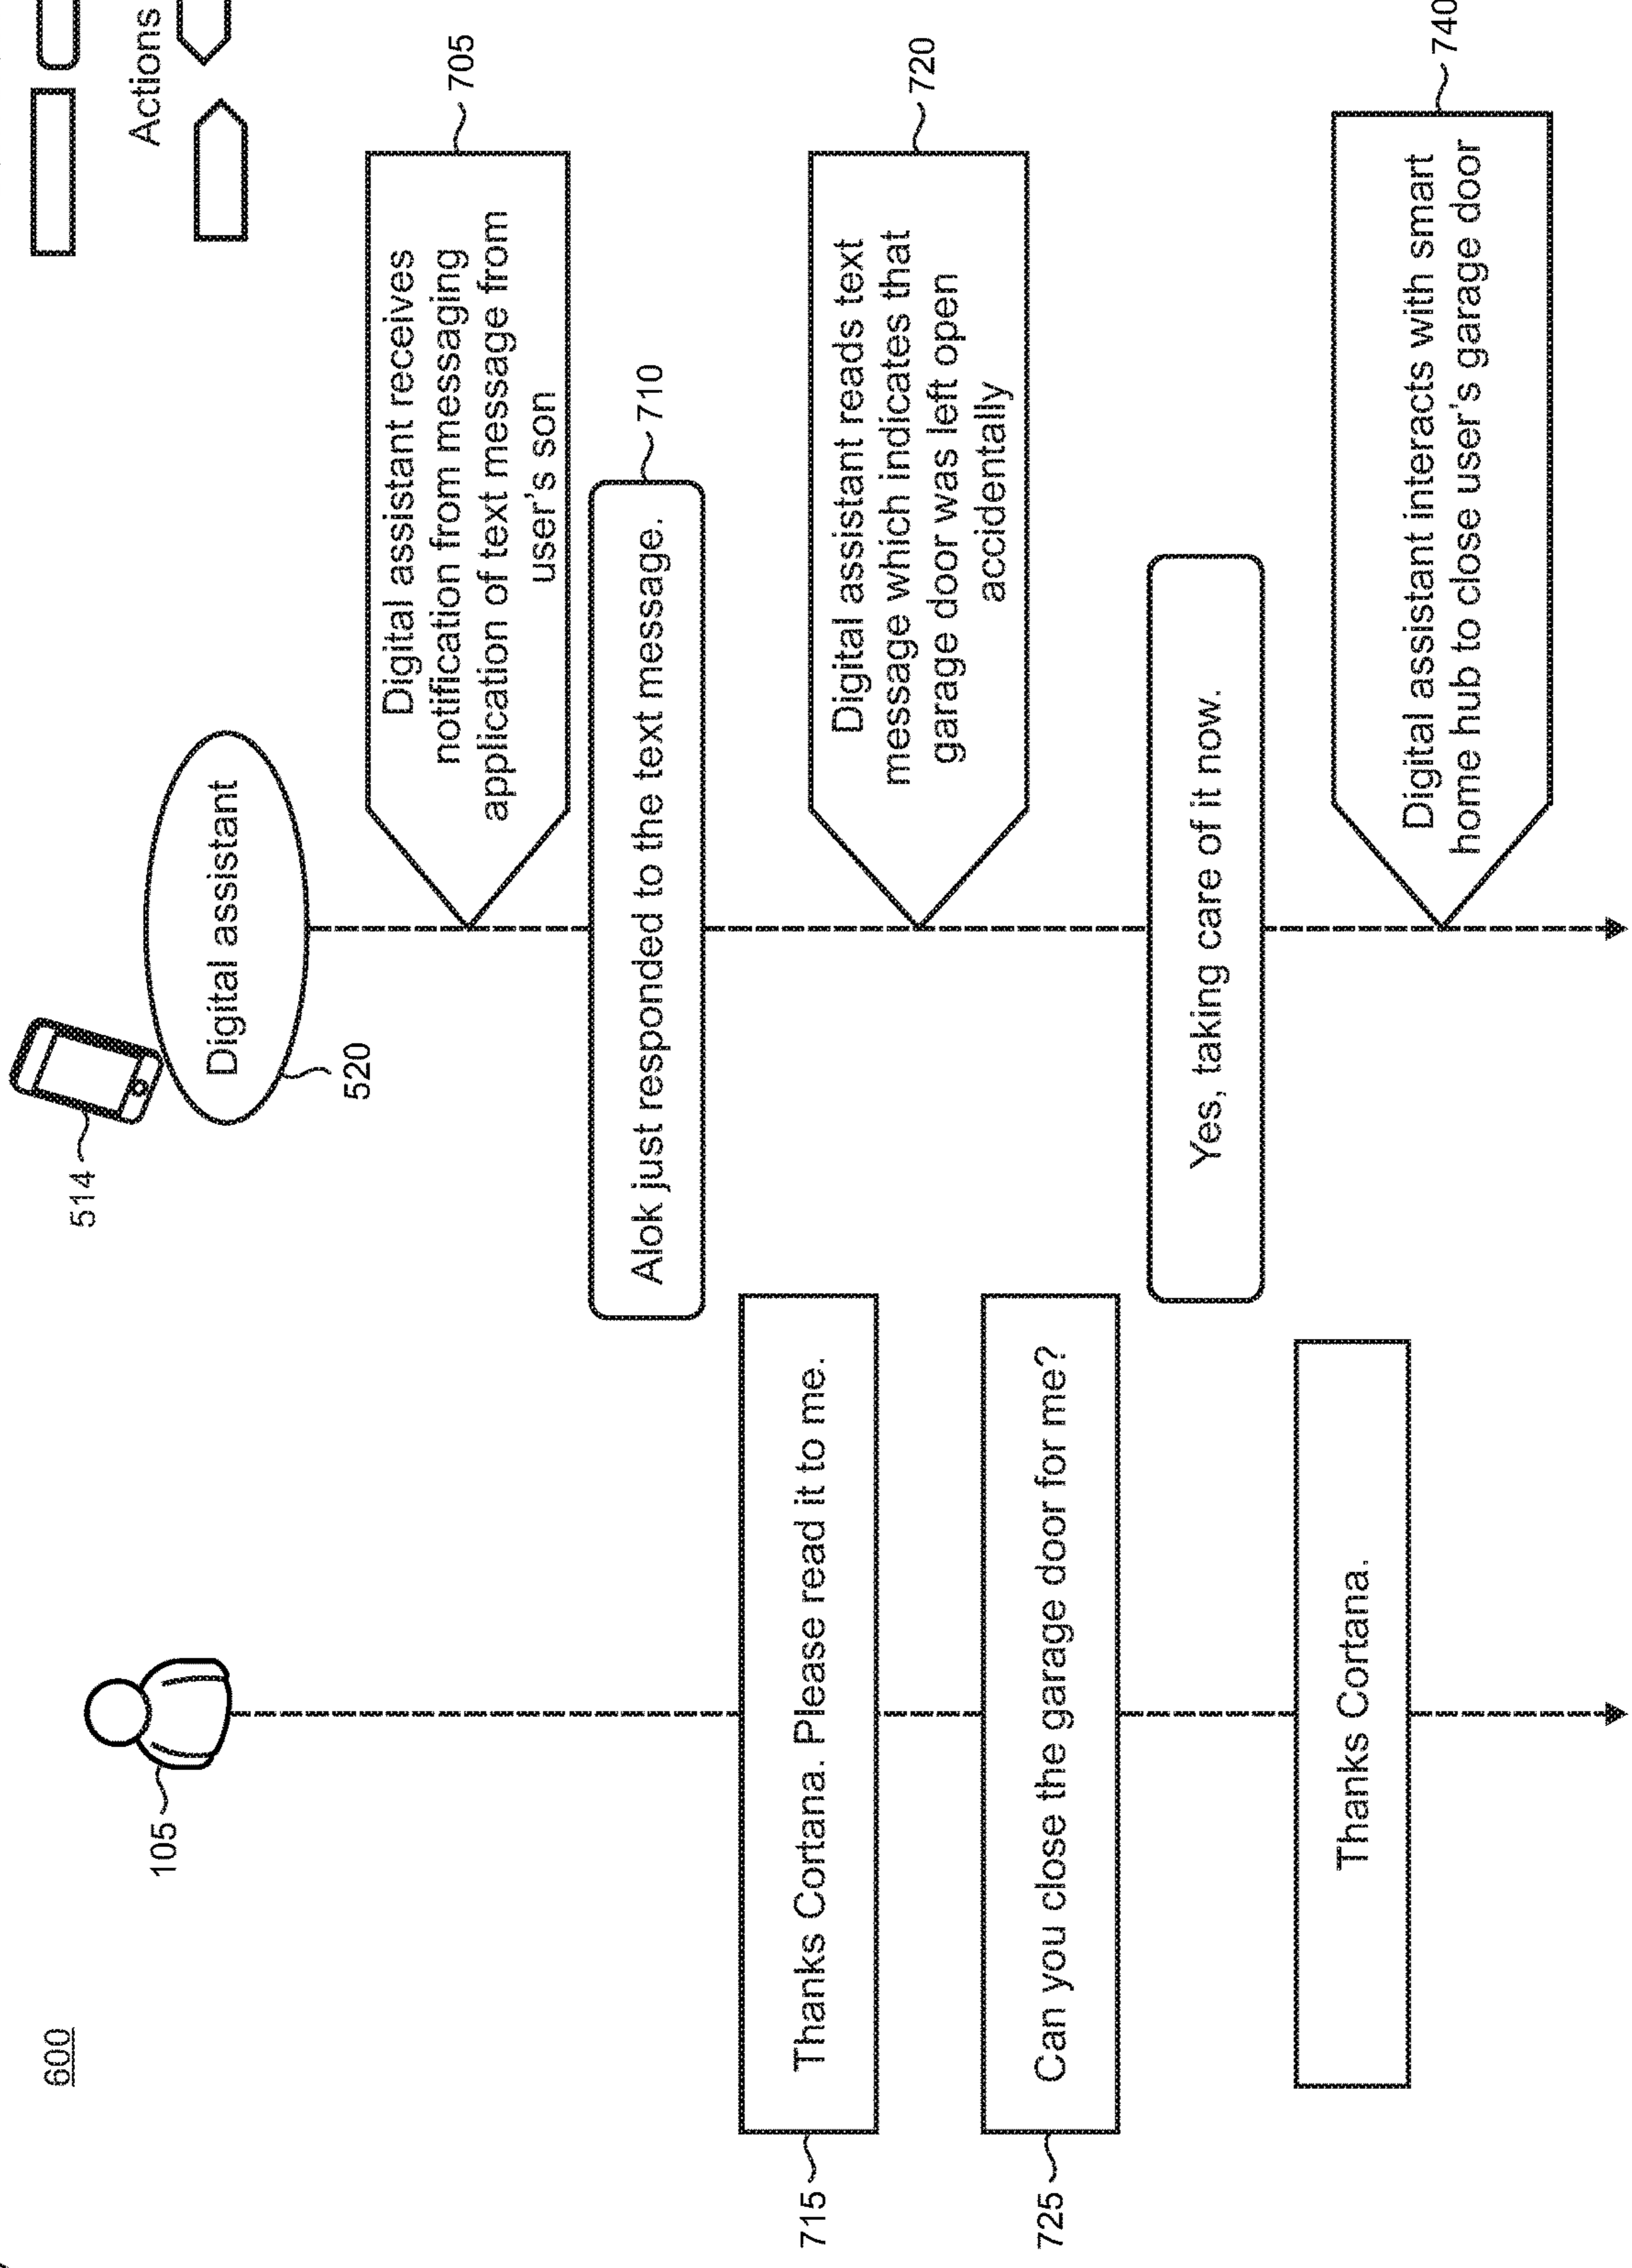 600
105
514
Digital assistant
520
Actions
Digital assistant receives
notification from messaging
application of text message from
user's son
705
Alok just responded to the text message.
710
715
Thanks Cortana. Please read it to me.
Digital assistant reads text
message which indicates that
garage door was left open
accidentally
720
725
Can you close the garage door for me?
Yes, taking care of it now.
Thanks Cortana.
Digital assistant interacts with smart
home hub to close user's garage door
740